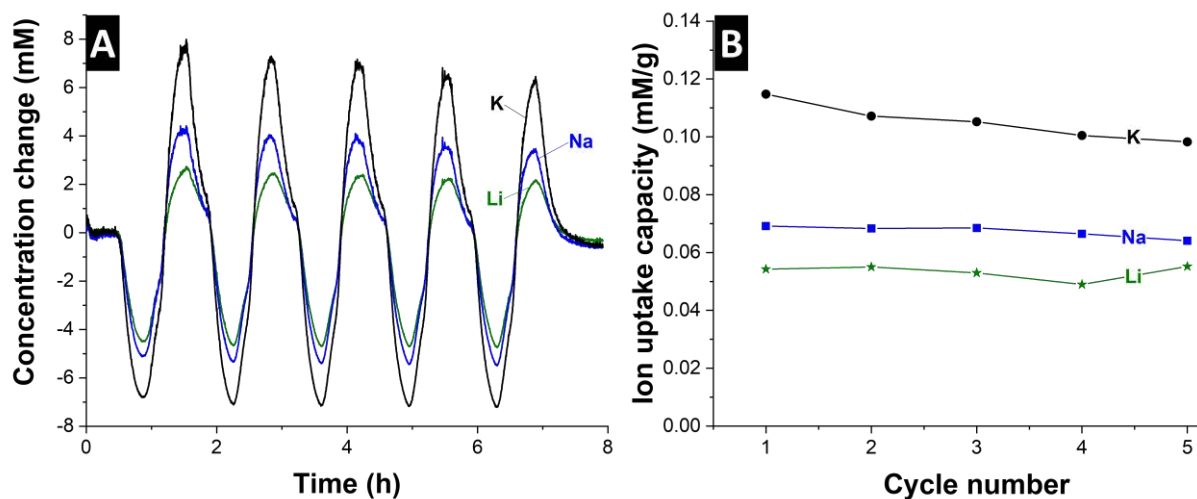 A
Concentration change (mM)
8
6
4
2
0
-2
-4
-6
-8
K
Na
Li
0
2
4
6
8
Time (h)
B
Ion uptake capacity (mM/g)
0.14
0.12
0.10
0.08
0.06
0.04
0.02
0.00
K
Na
Li
1
2
3
4
5
Cycle number